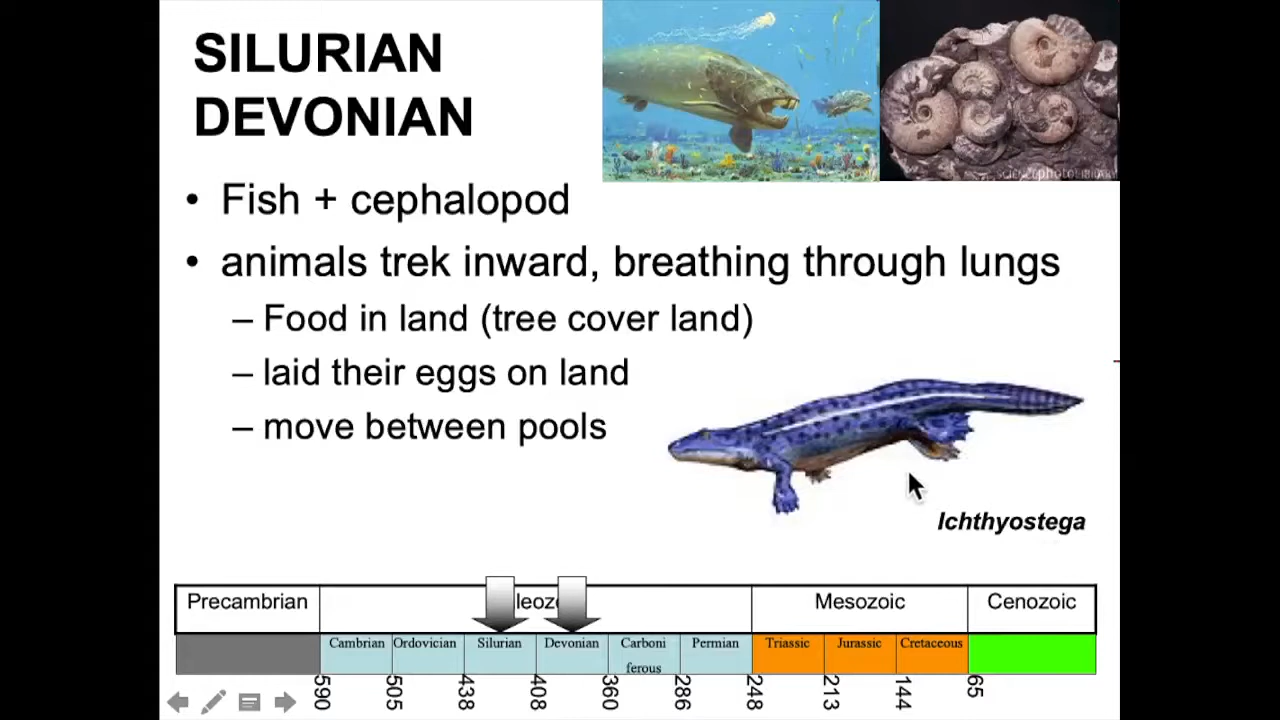 SILURIAN
DEVONIAN
• Fish + cephalopod
• animals trek inward, breathing through lungs
– Food in land (tree cover land)
– laid their eggs on land
– move between pools
Ichthyostega
Precambrian leoz Mesozoic Cenozoic
Cambrian Ordovician Silurian Devonian Carboni Permian Triassic Jurassic Cretaceous
ferous
590 505 438 408 360 286 248 213 144 65